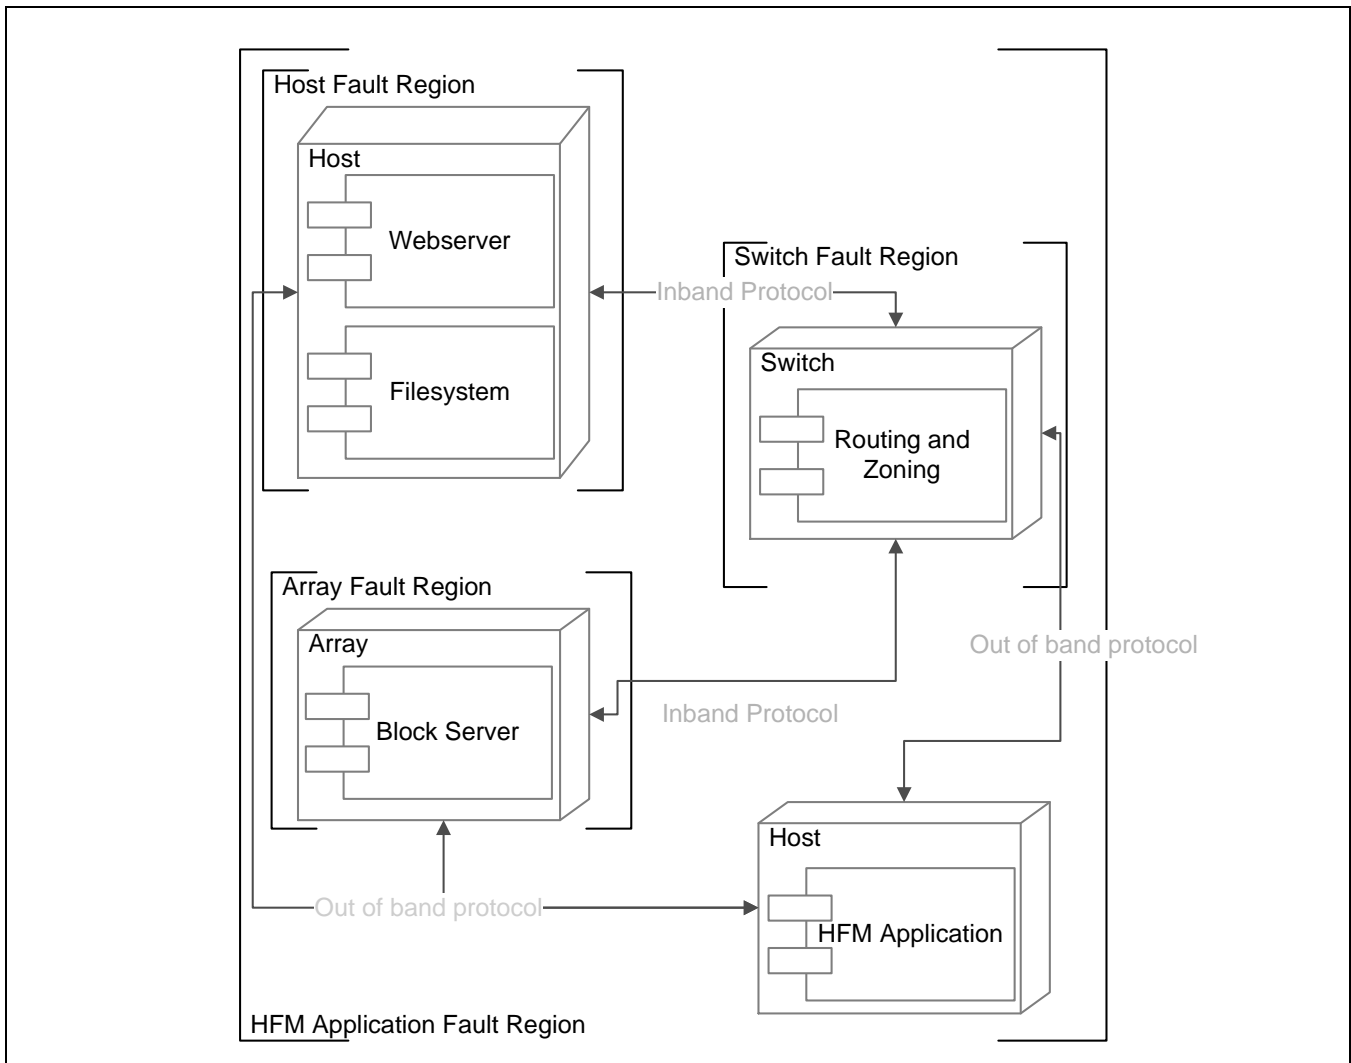 Host Fault Region
Host
Webserver
Filesystem
Switch Fault Region
Inband Protocol
Switch
Routing and
Zoning
Array Fault Region
Array
Block Server
Out of band protocol
Inband Protocol
Host
HFM Application
Out of band protocol
HFM Application Fault Region